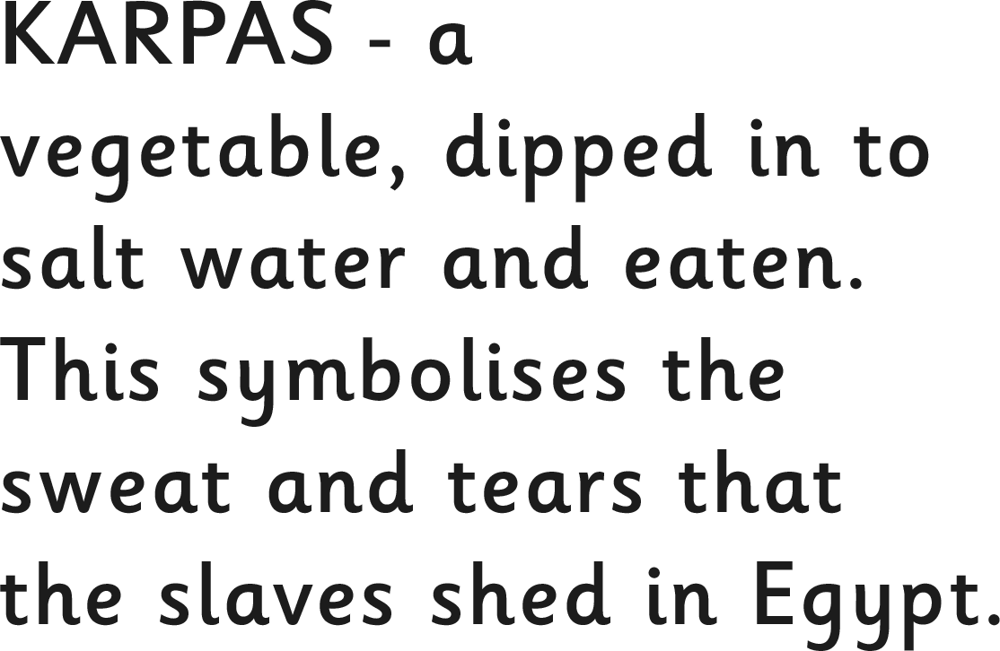 KARPAS - a
vegetable, dipped in to
salt water and eaten.
This symbolises the
sweat and tears that
the slaves shed in Egypt.